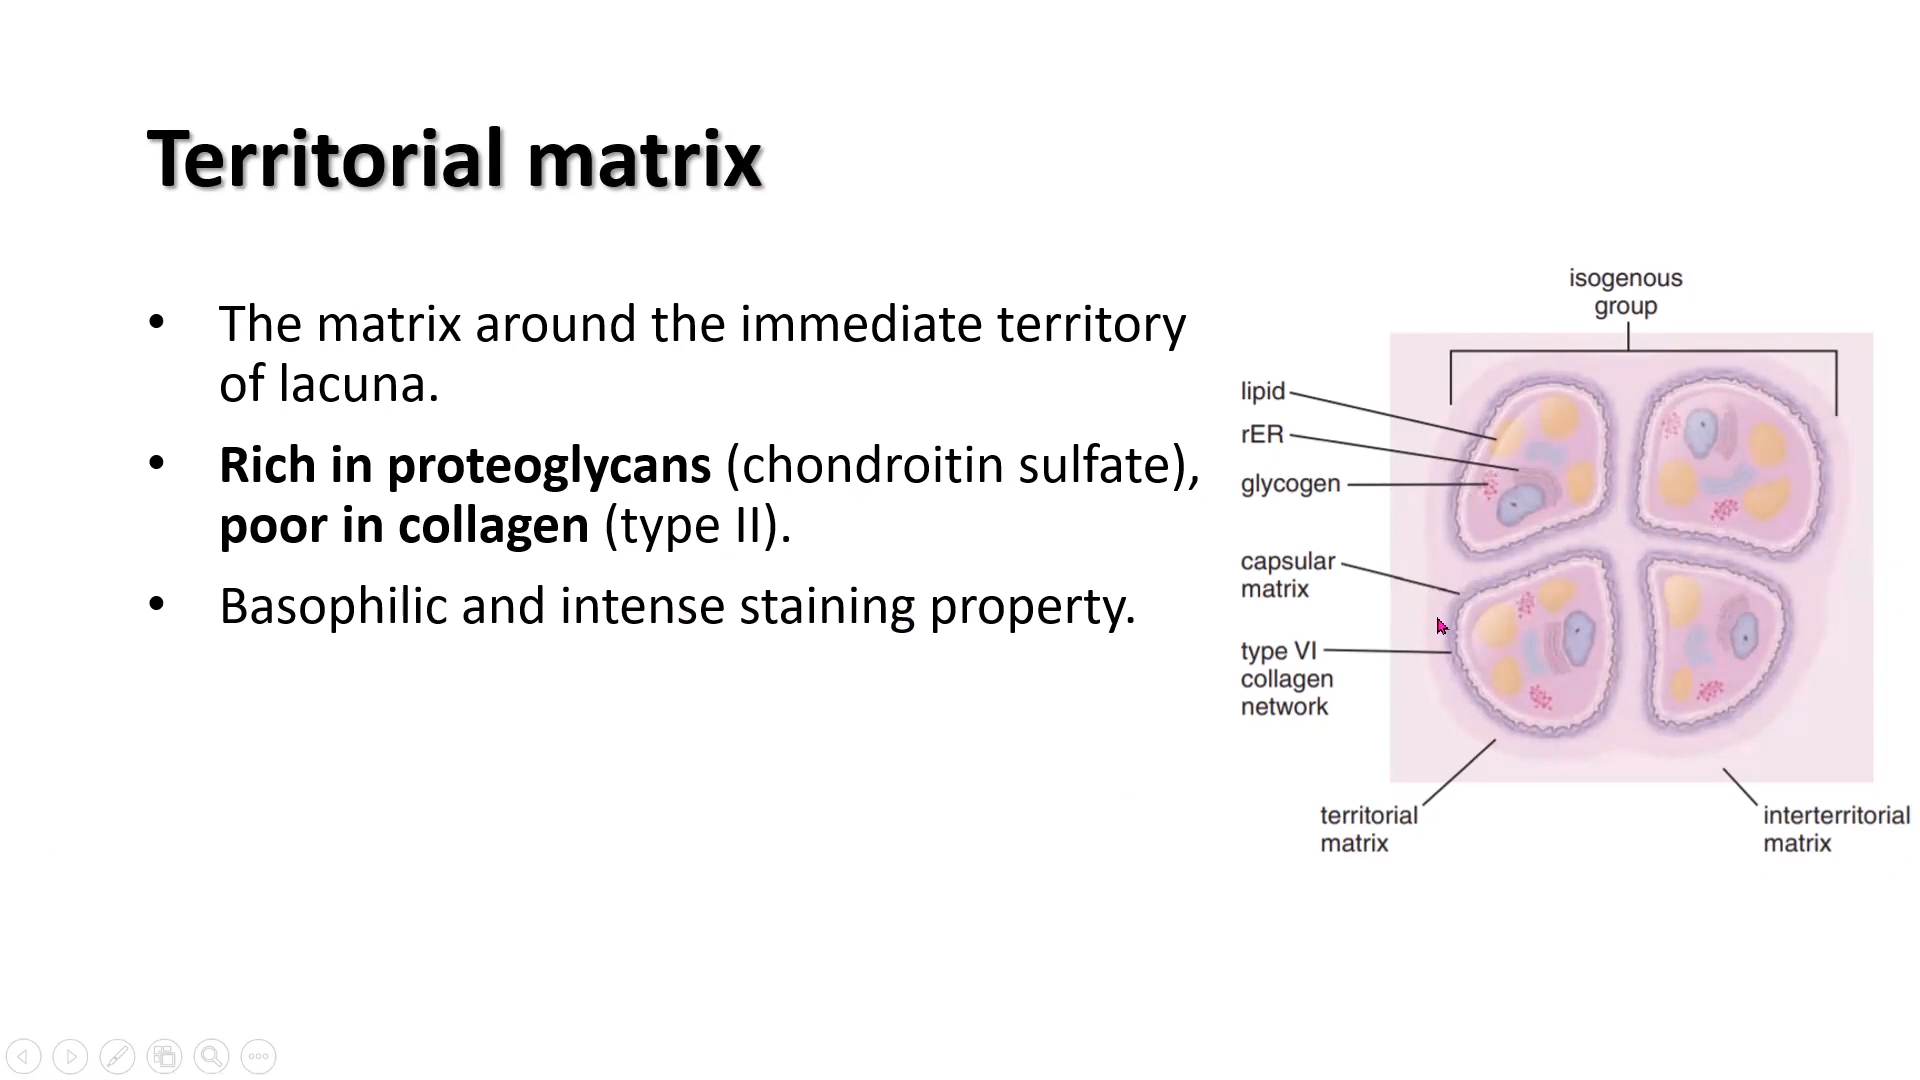 Territorial matrix
• The matrix around the immediate territory
of lacuna.
• Rich in proteoglycans (chondroitin sulfate),
poor in collagen (type II).
• Basophilic and intense staining property.
isogenous
group
lipid
rER
glycogen
capsular
matrix
type VI
collagen
network
territorial
matrix
interterritorial
matrix